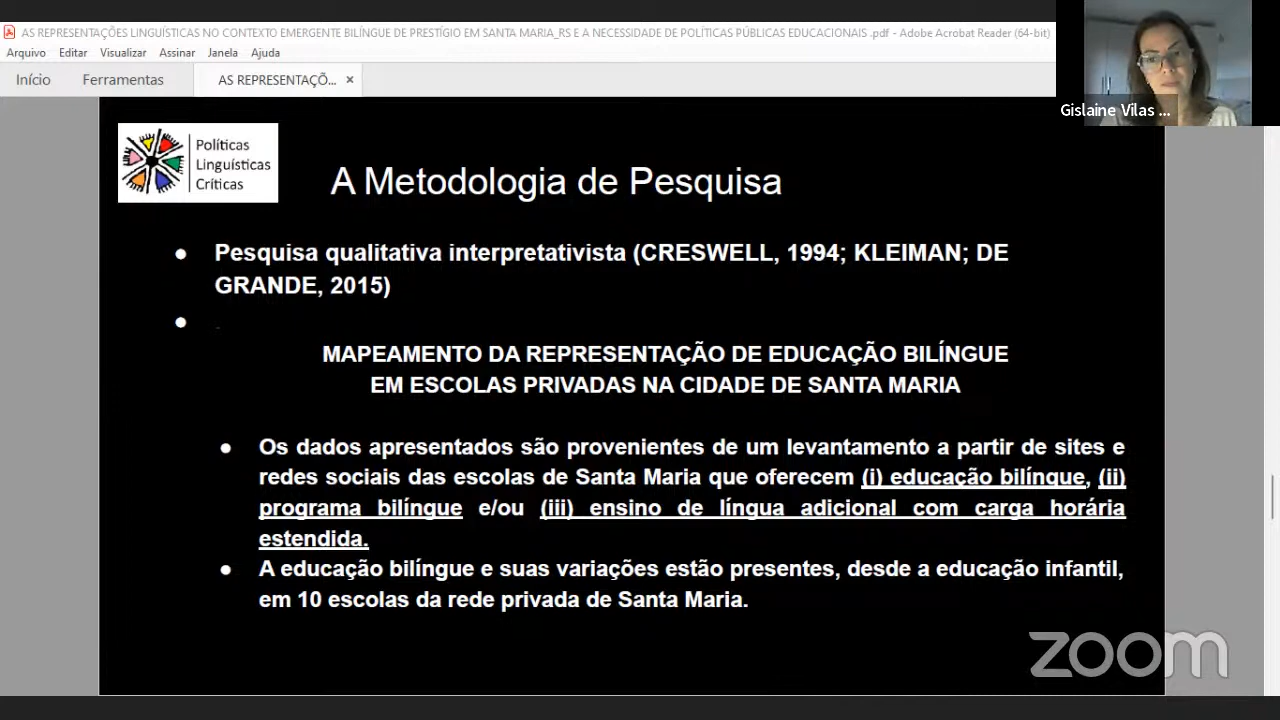 AS REPRESENTAÇÕES LINGUÍSTICAS NO CONTEXTO EMERGENTE BILÍNGUE DE PRESTÍGIO EM SANTA MARIA_RS E A NECESSIDADE DE POLÍTICAS PÚBLICAS EDUCACIONAIS .pdf - Adobe Acrobat Reader (64-bit)
Arquivo Editar Visualizar Assinar Janela Ajuda
Início Ferramentas AS REPRESENTAÇÕ... ×
Gislaine Vilas ...
Políticas
Linguísticas
Críticas
A Metodologia de Pesquisa
● Pesquisa qualitativa interpretativista (CRESWELL, 1994; KLEIMAN; DE
GRANDE, 2015)
●
MAPEAMENTO DA REPRESENTAÇÃO DE EDUCAÇÃO BILÍNGUE
EM ESCOLAS PRIVADAS NA CIDADE DE SANTA MARIA
● Os dados apresentados são provenientes de um levantamento a partir de sites e
redes sociais das escolas de Santa Maria que oferecem (i) educação bilíngue, (ii)
programa bilíngue e/ou (iii) ensino de língua adicional com carga horária
estendida.
● A educação bilíngue e suas variações estão presentes, desde a educação infantil,
em 10 escolas da rede privada de Santa Maria.
zoom